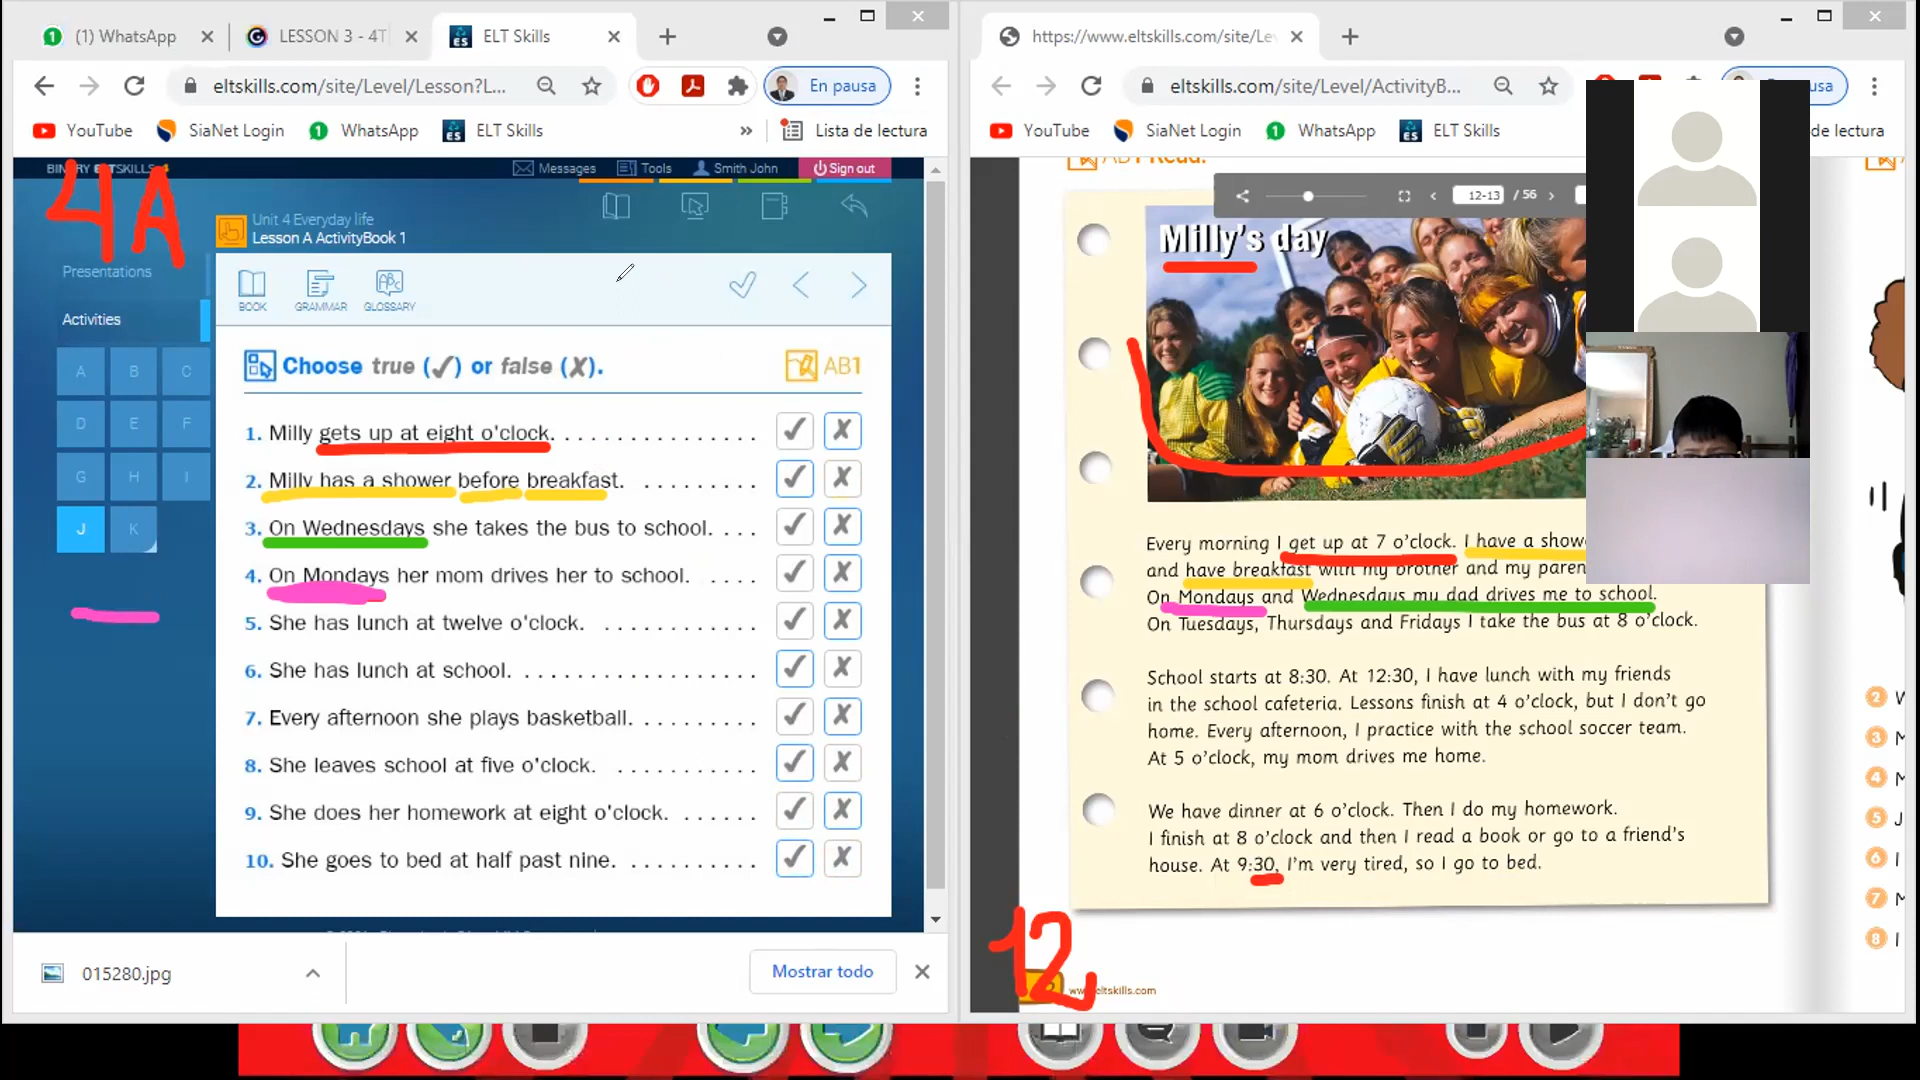 (1) WhatsApp
LESSON 3 - 4T
ELT Skills
eltskills.com/site/Level/Lesson?L...
En pausa
YouTube
SiaNet Login
WhatsApp
ELT Skills
»
Lista de lectura
Messages
Tools
Smith John
Sign out
4A
Unit 4 Everyday life
Lesson A ActivityBook 1
Presentations
Activities
A B C
D E F
G H I
J K
BOOK
GRAMMAR
GLOSSARY
Choose true (✓) or false (✗).
AB1
1. Milly gets up at eight o'clock. . . . . . . . . . . . . . . .
2. Milly has a shower before breakfast. . . . . . . . . .
3. On Wednesdays she takes the bus to school. . . .
4. On Mondays her mom drives her to school. . . . .
5. She has lunch at twelve o'clock. . . . . . . . . . . . .
6. She has lunch at school. . . . . . . . . . . . . . . . . . .
7. Every afternoon she plays basketball. . . . . . . . . .
8. She leaves school at five o'clock. . . . . . . . . . . .
9. She does her homework at eight o'clock. . . . . . .
10. She goes to bed at half past nine. . . . . . . . . . .
015280.jpg
Mostrar todo
https://www.eltskills.com/site/Le
eltskills.com/site/Level/ActivityB...
usa
YouTube
SiaNet Login
WhatsApp
ELT Skills
de lectura
AB1 Read.
12-13 / 56
Milly's day
Every morning I get up at 7 o'clock. I have a showe
and have breakfast with my brother and my paren
On Mondays and Wednesdays my dad drives me to school.
On Tuesdays, Thursdays and Fridays I take the bus at 8 o'clock.
School starts at 8:30. At 12:30, I have lunch with my friends
in the school cafeteria. Lessons finish at 4 o'clock, but I don't go
home. Every afternoon, I practice with the school soccer team.
At 5 o'clock, my mom drives me home.
We have dinner at 6 o'clock. Then I do my homework.
I finish at 8 o'clock and then I read a book or go to a friend's
house. At 9:30, I'm very tired, so I go to bed.
12
eltskills.com
2
3
4
5 J
6 I
7
8 I